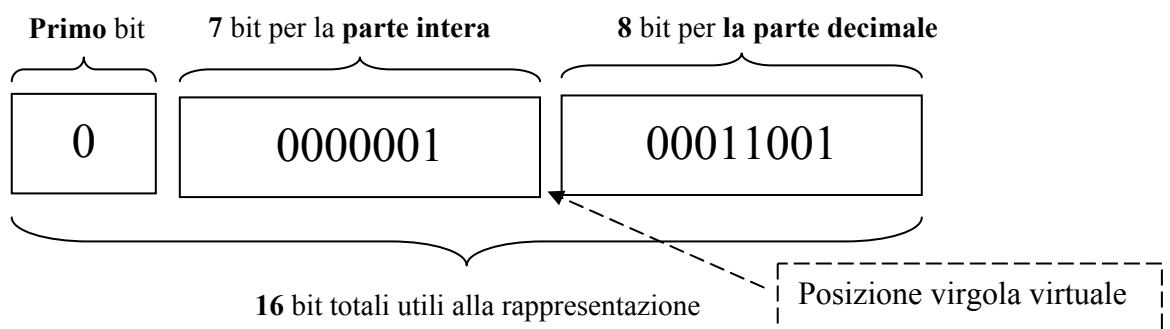 Primo bit 7 bit per la parte intera 8 bit per la parte decimale
0 0000001 00011001
Posizione virgola virtuale
16 bit totali utili alla rappresentazione